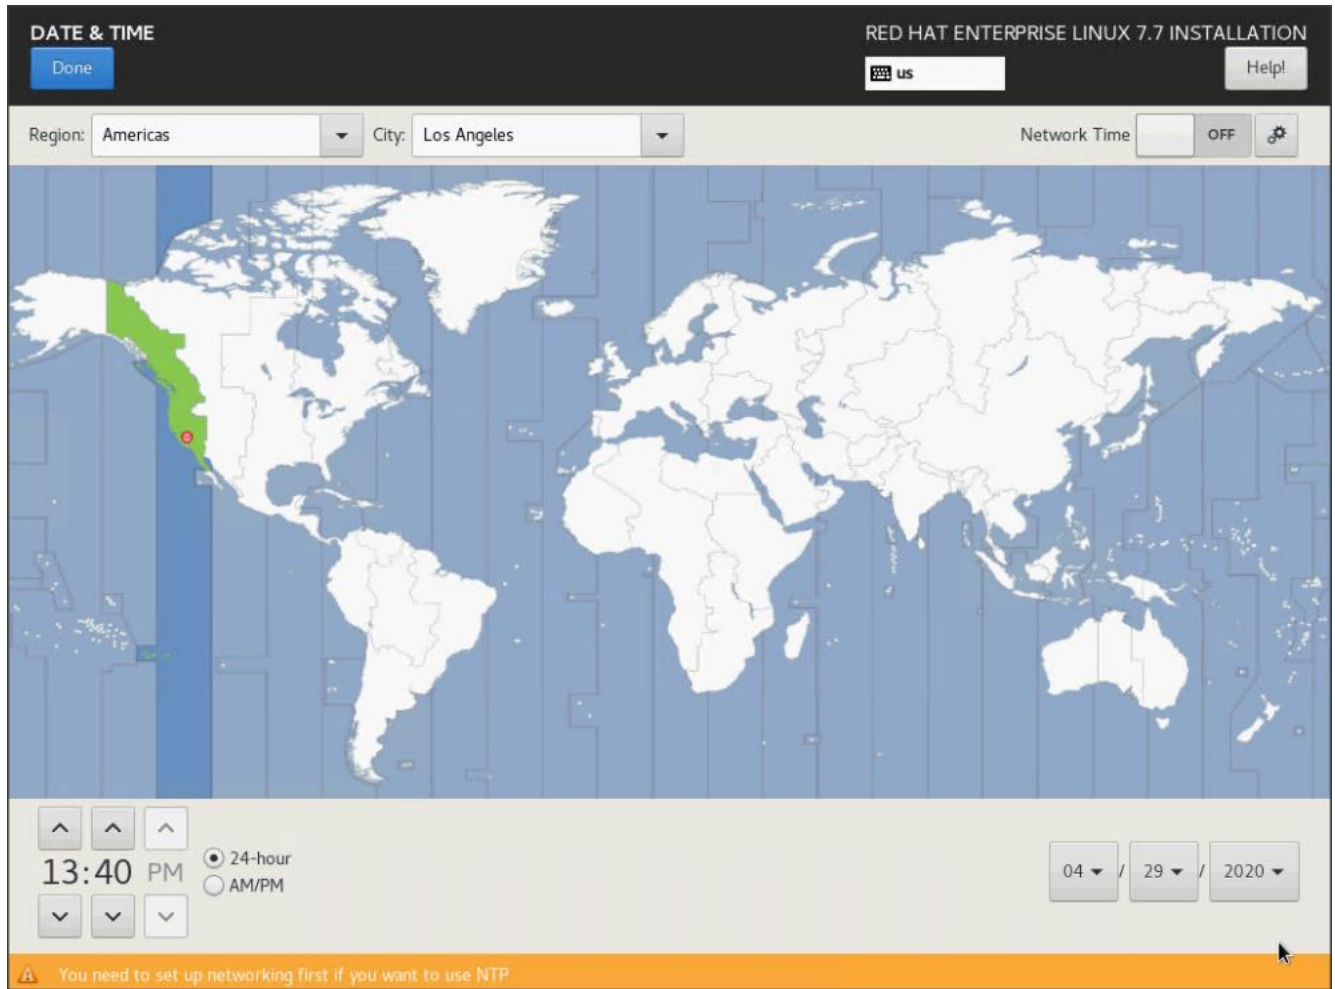 DATE & TIME
RED HAT ENTERPRISE LINUX 7.7 INSTALLATION
Done
us
Help!
Region: Americas City: Los Angeles Network Time OFF
13:40 PM
24-hour
AM/PM
04 / 29 / 2020
You need to set up networking first if you want to use NTP